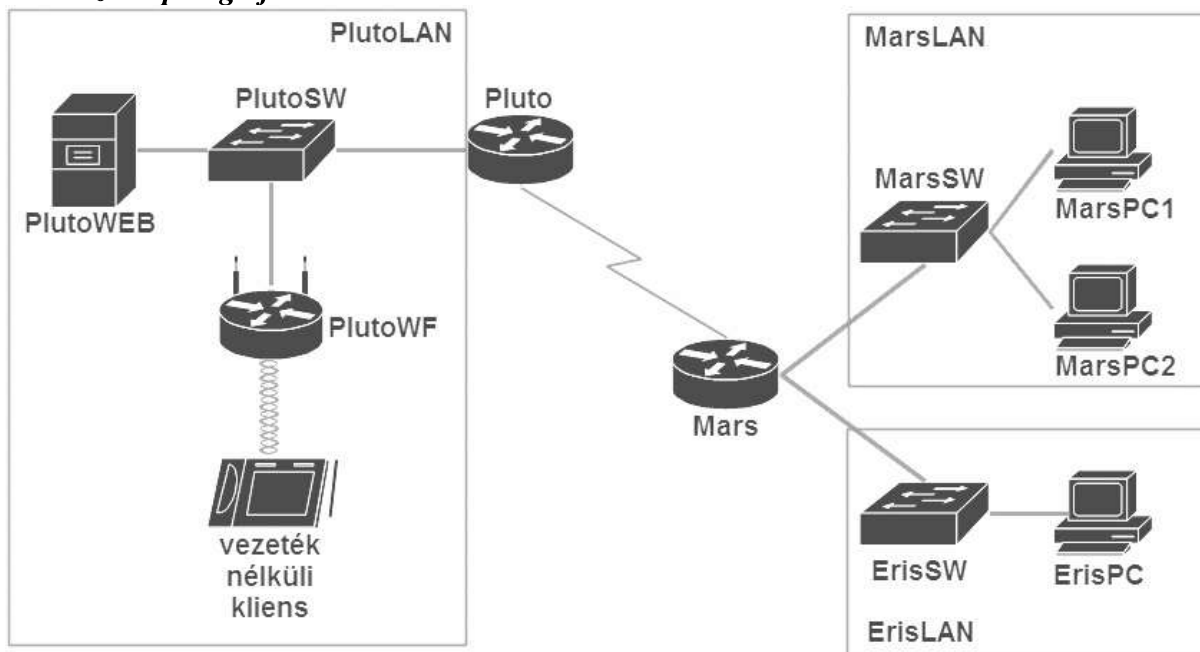 PlutoLAN
PlutoSW
Pluto
PlutoWEB
PlutoWF
vezeték
nélküli
kliens
Mars
MarsLAN
MarsSW
MarsPC1
MarsPC2
ErisSW
ErisPC
ErisLAN